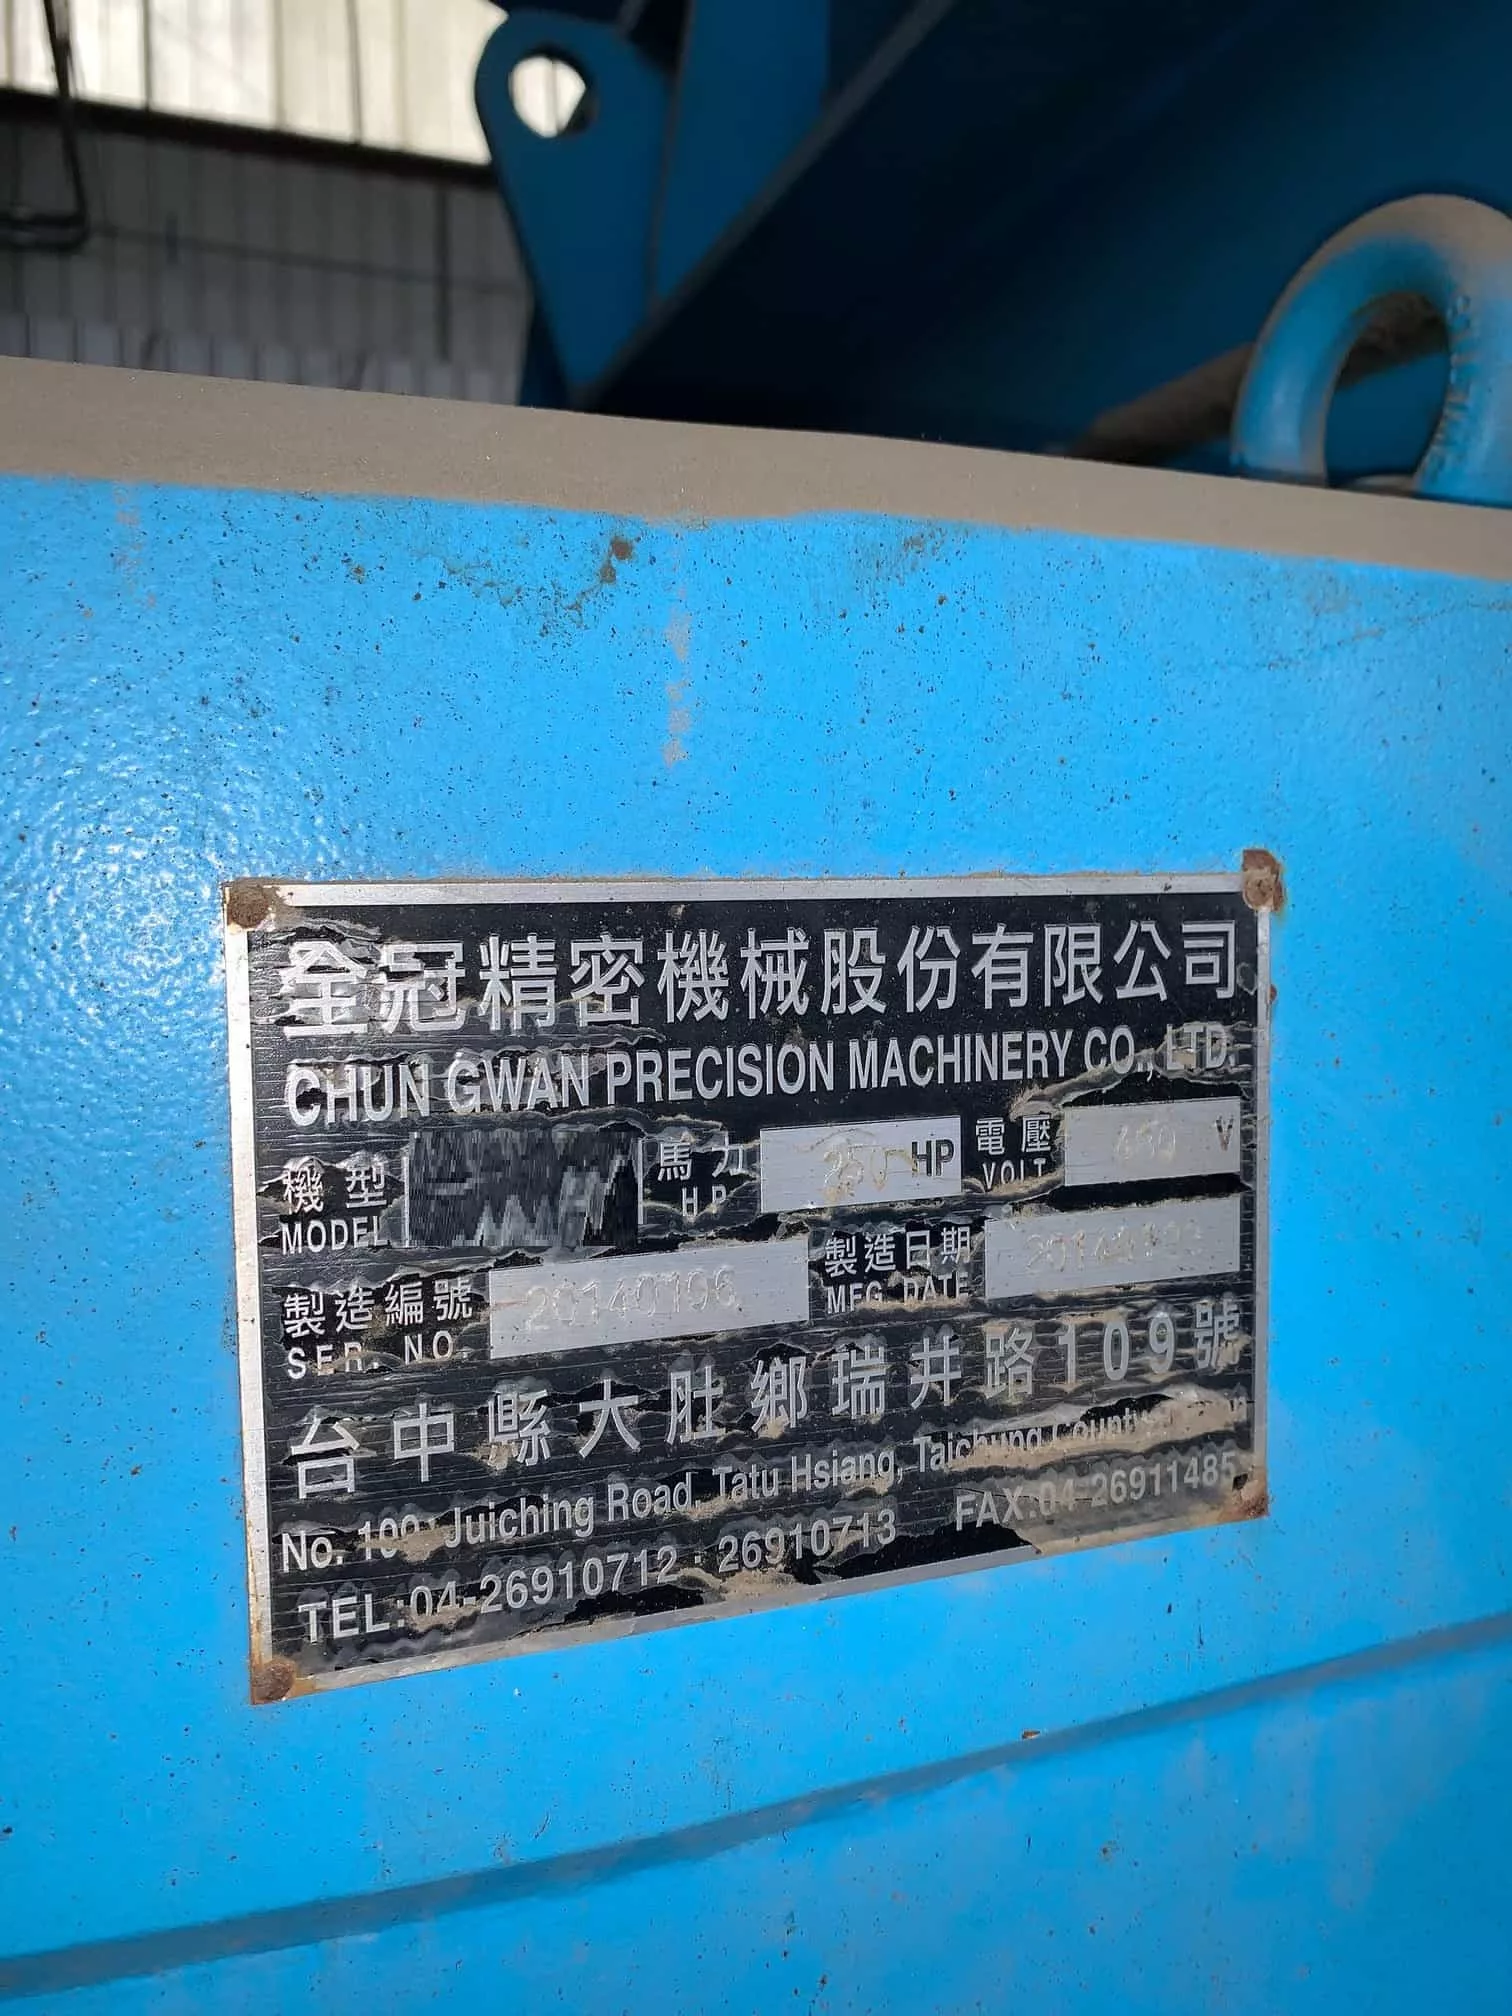 全冠精密機械股份有限公司
CHUN GWAN PRECISION MACHINERY CO., LTD.
機型 馬力 350 HP 電壓 V
MODEL HP VOLT
製造編號 20140106 製造日期
SER. NO. MFG DATE
台中縣大肚鄉瑞井路109號
No. 109, Juiching Road, Tatu Hsiang, Taichung County
TEL:04-26910712 · 26910713 FAX:04-26911485